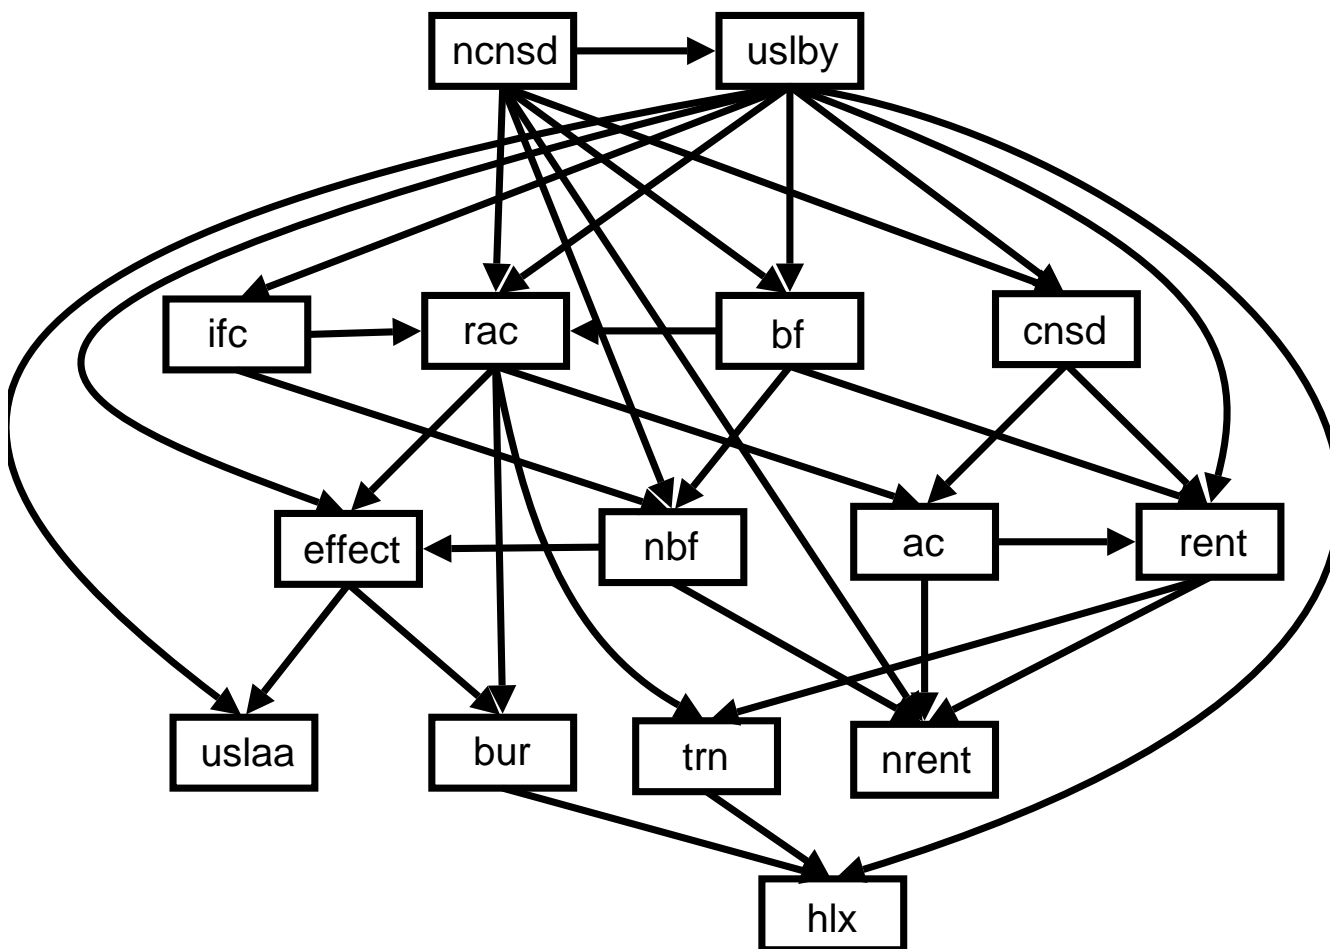 ncnsd
uslby
ifc
rac
bf
cnsd
effect
nbf
ac
rent
uslaa
bur
trn
nrent
hlx